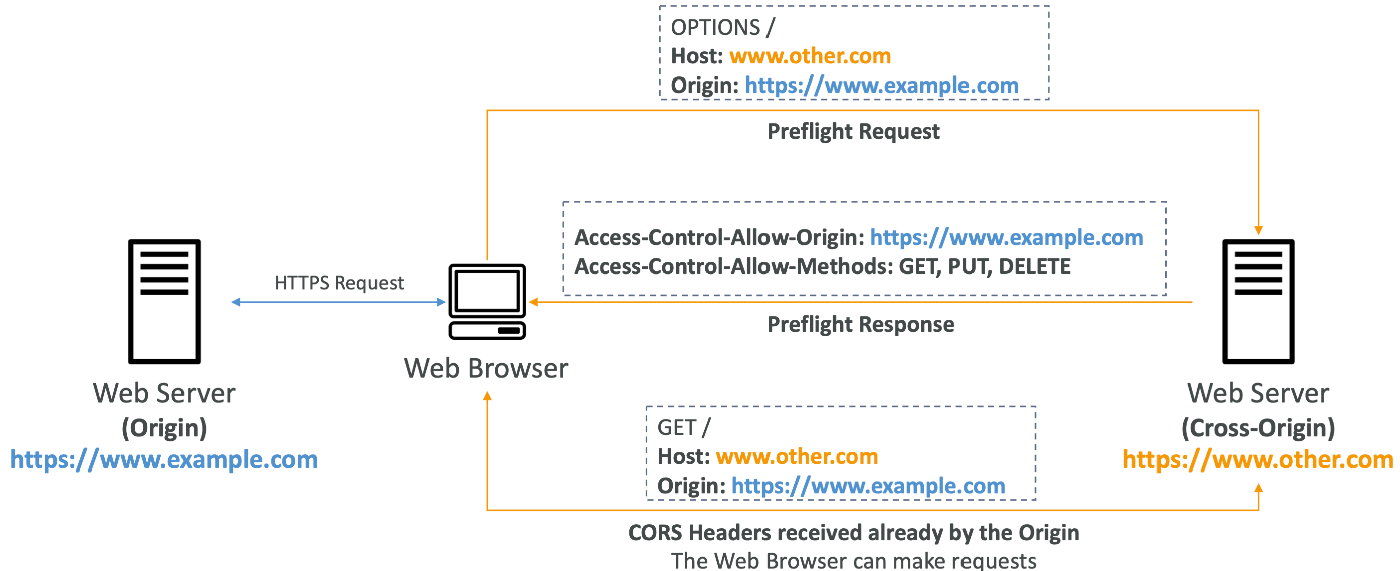 OPTIONS /
Host: www.other.com
Origin: https://www.example.com
Preflight Request
Access-Control-Allow-Origin: https://www.example.com
Access-Control-Allow-Methods: GET, PUT, DELETE
HTTPS Request
Preflight Response
Web Browser
Web Server
(Origin)
https://www.example.com
Web Server
(Cross-Origin)
https://www.other.com
GET /
Host: www.other.com
Origin: https://www.example.com
CORS Headers received already by the Origin
The Web Browser can make requests